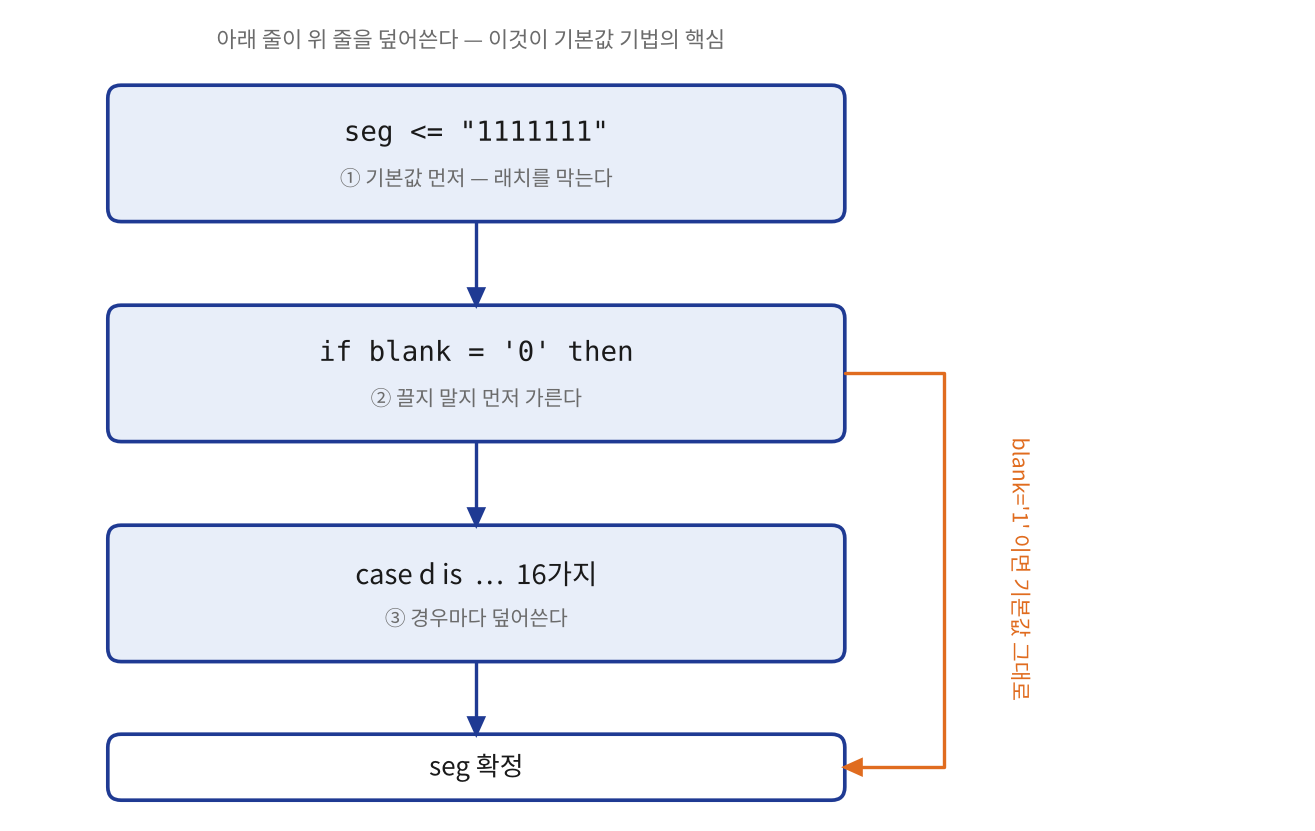 아래 줄이 위 줄을 덮어쓴다 — 이것이 기본값 기법의 핵심
seg <= "1111111"
① 기본값 먼저 — 래치를 막는다
if blank = '0' then
② 끌지 말지 먼저 가른다
case d is … 16가지
③ 경우마다 덮어쓴다
blank='1' 이면 기본값 그대로
seg 확정